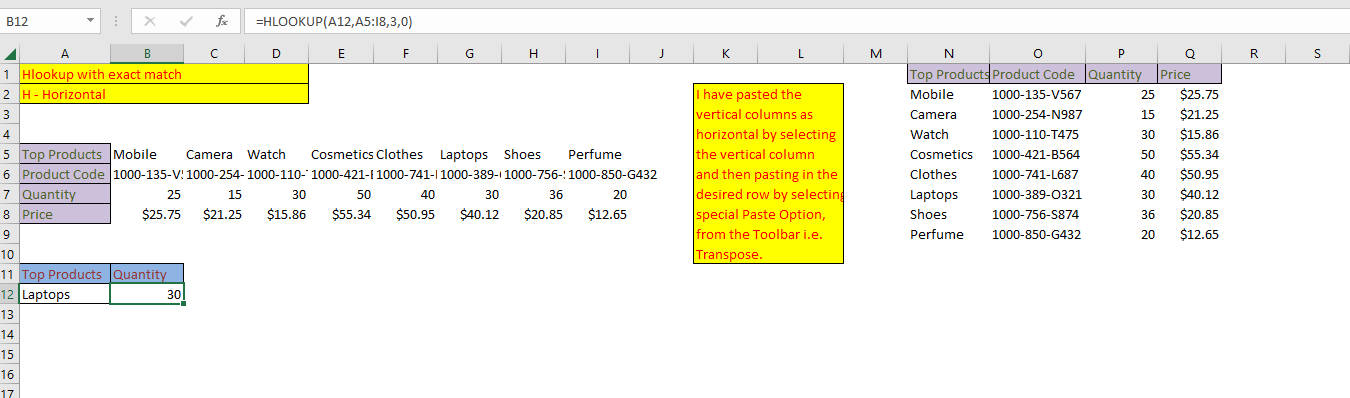 B12 =HLOOKUP(A12,A5:I8,3,0)
A B C D E F G H I J K L M N O P Q R S
1 Hlookup with exact match Top Products Product Code Quantity Price
2 H - Horizontal I have pasted the Mobile 1000-135-V567 25 $25.75
3 vertical columns as Camera 1000-254-N987 15 $21.25
4 horizontal by selecting Watch 1000-110-T475 30 $15.86
5 Top Products Mobile Camera Watch Cosmetics Clothes Laptops Shoes Perfume the vertical column Cosmetics 1000-421-B564 50 $55.34
6 Product Code 1000-135-V 1000-254- 1000-110- 1000-421- 1000-741- 1000-389- 1000-756- 1000-850-G432 and then pasting in the Clothes 1000-741-L687 40 $50.95
7 Quantity 25 15 30 50 40 30 36 20 desired row by selecting Laptops 1000-389-O321 30 $40.12
8 Price $25.75 $21.25 $15.86 $55.34 $50.95 $40.12 $20.85 $12.65 special Paste Option, Shoes 1000-756-S874 36 $20.85
9 from the Toolbar i.e. Perfume 1000-850-G432 20 $12.65
10 Transpose.
11 Top Products Quantity
12 Laptops 30
13
14
15
16
17